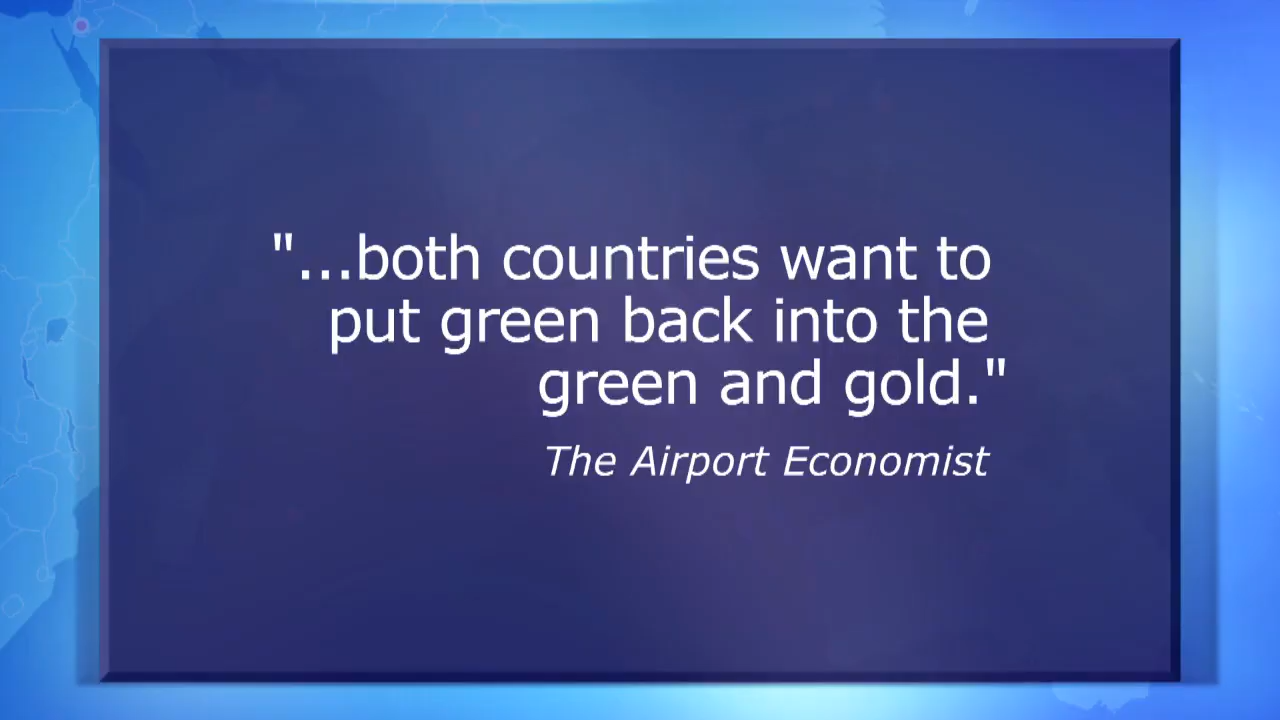 "...both countries want to
put green back into the
green and gold."
The Airport Economist